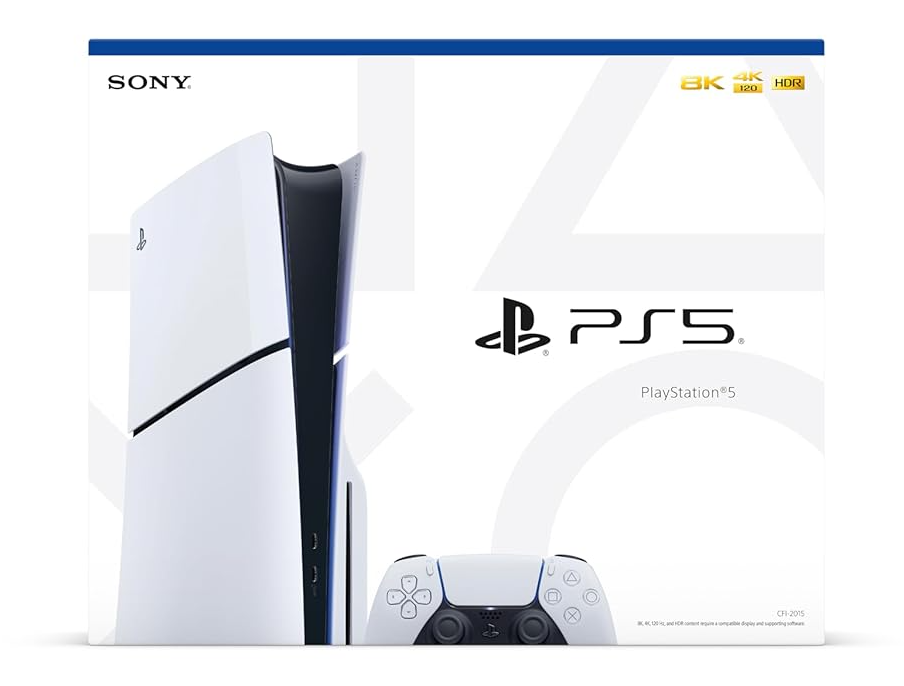 SONY®
8K 4K 120 HDR
PS5®
PlayStation®5
CFI-2015
8K, 4K, 120 Hz, and HDR content require a compatible display and supporting software